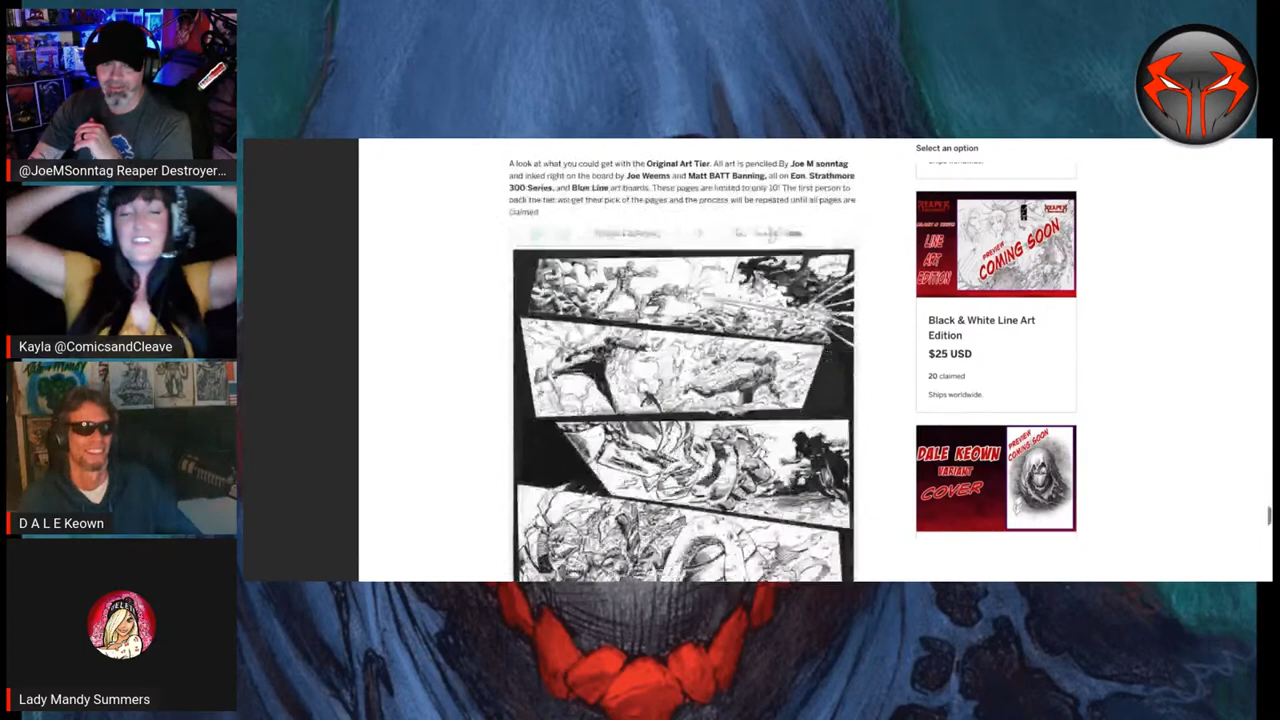 @JoeMSonntag Reaper Destroyer...
Kayla @ComicsandCleave
D A L E Keown
Lady Mandy Summers
A look at what you could get with the Original Art Tier. All art is penciled By Joe M sonntag
and inked right on the board by Joe Weems and Matt BATT Banning, all on Eon, Strathmore
300 Series, and Blue Line art boards. These pages are limited to only 10! The first person to
back the tier will get their pick of the pages and the process will be repeated until all pages are
claimed
Select an option
Ships worldwide.
REAPER
REAPER
LINE
ART
EDITION
PREVIEW
COMING SOON
Black & White Line Art
Edition
$25 USD
20 claimed
Ships worldwide.
DALE KEOWN
VARIANT
COVER
PREVIEW
COMING SOON